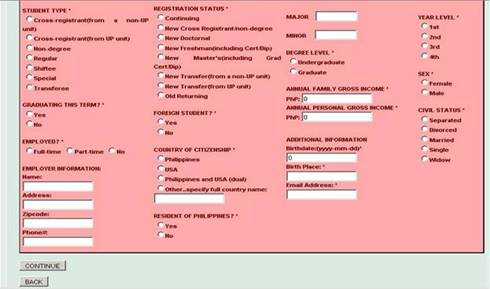 STUDENT TYPE *
Cross-registrant(from a non-UP
unit)
Cross-registrant(from UP unit)
Non-degree
Regular
Shiftee
Special
Transferee
GRADUATING THIS TERM? *
Yes
No
EMPLOYED? *
Full-time Part-time No
EMPLOYER INFORMATION:
Name:
Address:
Zipcode:
Phone#:
REGISTRATION STATUS *
Continuing
New Cross Registrant/non-degree
New Doctornal
New Freshman(including Cert/Dip)
New Master's(including Grad
Cert/Dip)
New Transfer(from a non-UP unit)
New Transfer(from UP unit)
Old Returning
FOREIGN STUDENT? *
Yes
No
COUNTRY OF CITIZENSHIP *
Philippines
USA
Philippines and USA (dual)
Other..specify full country name:
RESIDENT OF PHILIPPINES? *
Yes
No
MAJOR
MINOR
DEGREE LEVEL *
Undergraduate
Graduate
ANNUAL FAMILY GROSS INCOME *
PhP: 0
ANNUAL PERSONAL GROSS INCOME *
PhP: 0
ADDITIONAL INFORMATION
Birthdate:(yyyy-mm-dd)*
0
Birth Place: *
Email Address: *
YEAR LEVEL *
1st
2nd
3rd
4th
SEX *
Female
Male
CIVIL STATUS *
Separated
Divorced
Married
Single
Widow
CONTINUE
BACK